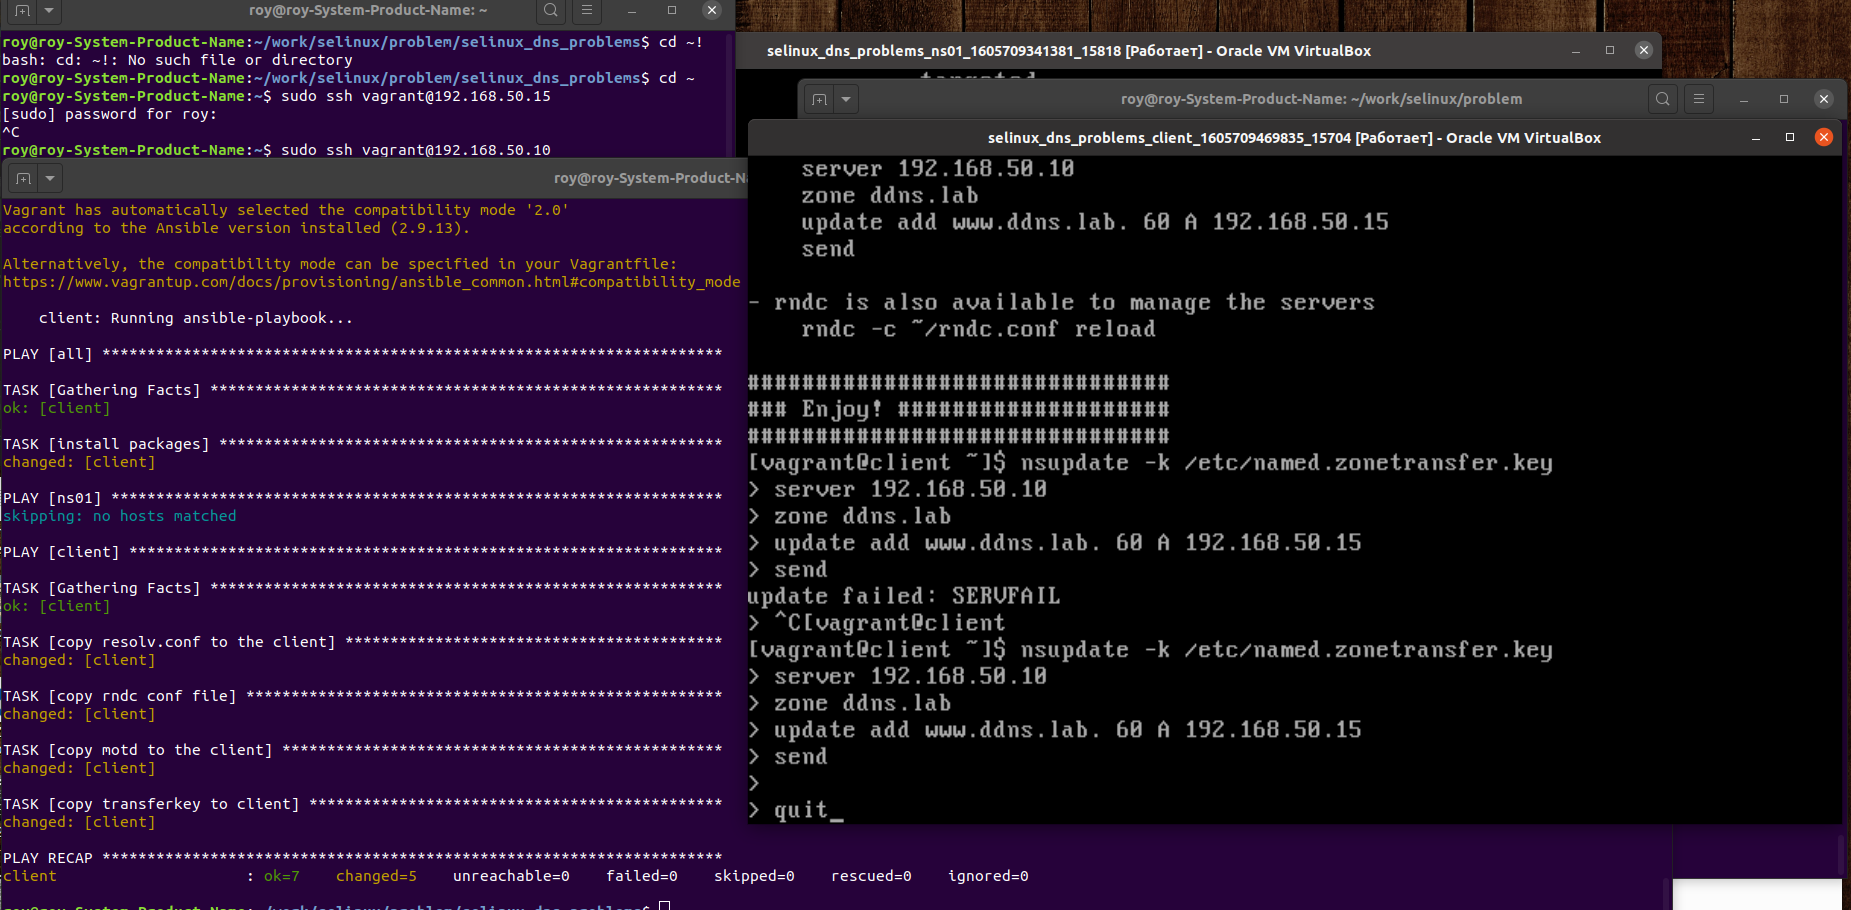 roy@roy-System-Product-Name: ~
roy@roy-System-Product-Name:~/work/selinux/problem/selinux_dns_problems$ cd ~!
bash: cd: ~!: No such file or directory
roy@roy-System-Product-Name:~/work/selinux/problem/selinux_dns_problems$ cd ~
roy@roy-System-Product-Name:~$ sudo ssh vagrant@192.168.50.15
[sudo] password for roy:
^C
roy@roy-System-Product-Name:~$ sudo ssh vagrant@192.168.50.10
roy@roy-System-Product-Na
Vagrant has automatically selected the compatibility mode '2.0'
according to the Ansible version installed (2.9.13).
Alternatively, the compatibility mode can be specified in your Vagrantfile:
https://www.vagrantup.com/docs/provisioning/ansible_common.html#compatibility_mode
client: Running ansible-playbook...
PLAY [all] *********************************************************************
TASK [Gathering Facts] *********************************************************
ok: [client]
TASK [install packages] ********************************************************
changed: [client]
PLAY [ns01] ********************************************************************
skipping: no hosts matched
PLAY [client] ******************************************************************
TASK [Gathering Facts] *********************************************************
ok: [client]
TASK [copy resolv.conf to the client] ******************************************
changed: [client]
TASK [copy rndc conf file] *****************************************************
changed: [client]
TASK [copy motd to the client] *************************************************
changed: [client]
TASK [copy transferkey to client] **********************************************
changed: [client]
PLAY RECAP *********************************************************************
client : ok=7 changed=5 unreachable=0 failed=0 skipped=0 rescued=0 ignored=0
roy@roy-System-Product-Name:~/work/selinux/problem/selinux_dns_problems$
selinux_dns_problems_ns01_1605709341381_15818 [Работает] - Oracle VM VirtualBox
targeted
roy@roy-System-Product-Name: ~/work/selinux/problem
selinux_dns_problems_client_1605709469835_15704 [Работает] - Oracle VM VirtualBox
server 192.168.50.10
zone ddns.lab
update add www.ddns.lab. 60 A 192.168.50.15
send
- rndc is also available to manage the servers
rndc -c ~/rndc.conf reload
###############################
### Enjoy! ####################
###############################
[vagrant@client ~]$ nsupdate -k /etc/named.zonetransfer.key
> server 192.168.50.10
> zone ddns.lab
> update add www.ddns.lab. 60 A 192.168.50.15
> send
update failed: SERVFAIL
> ^C[vagrant@client
[vagrant@client ~]$ nsupdate -k /etc/named.zonetransfer.key
> server 192.168.50.10
> zone ddns.lab
> update add www.ddns.lab. 60 A 192.168.50.15
> send
>
> quit_